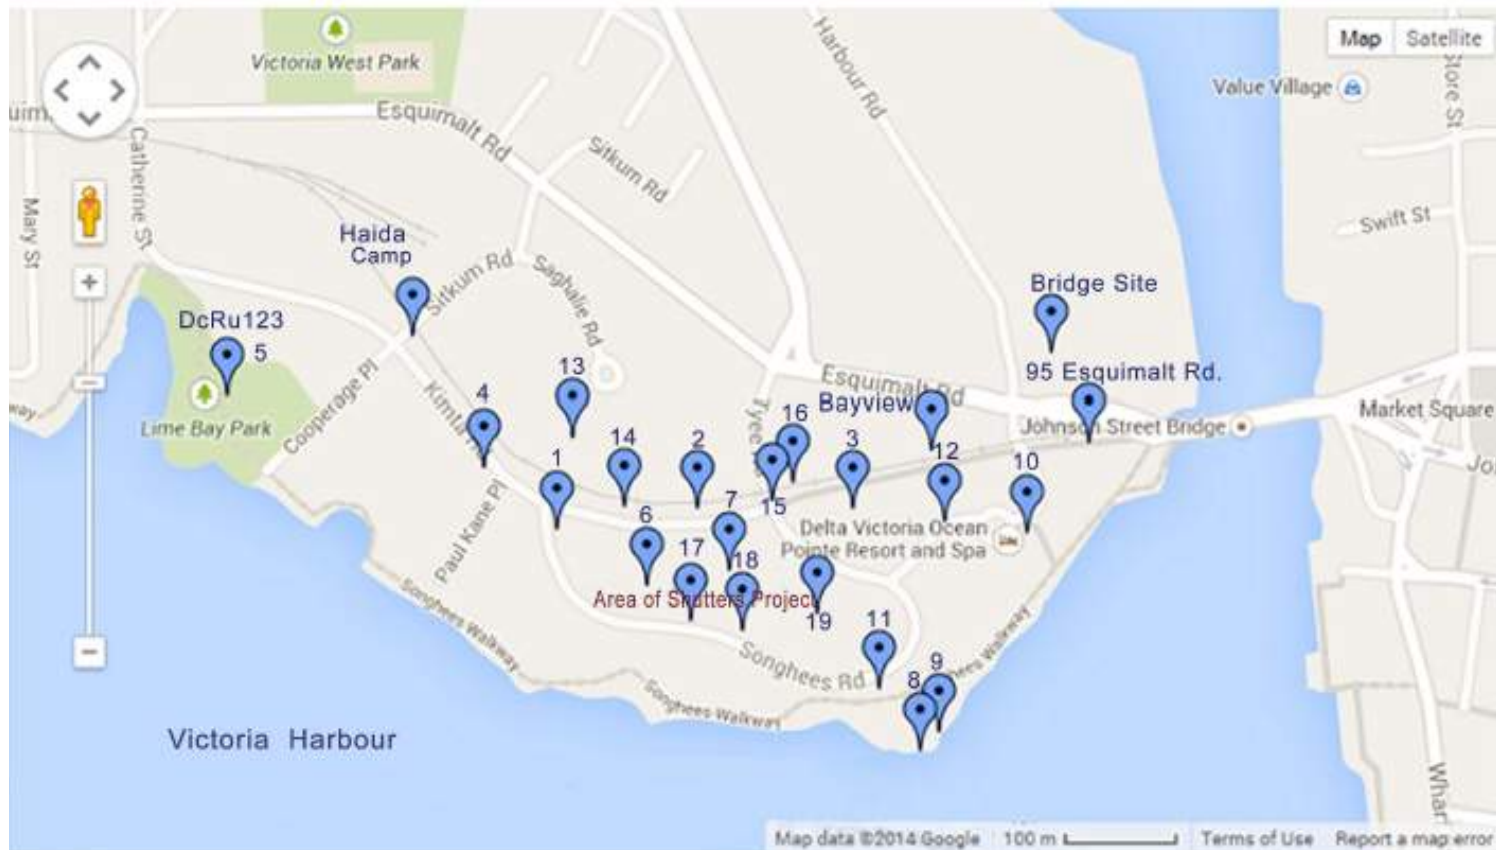 Map Satellite
Victoria West Park
Value Village
Store St
Harbour Rd
Esquimalt Rd
Catherine St
Sitkum Rd
Mary St
Swift St
Haida
Camp
Sitkum Rd
Saghalie Rd
Bridge Site
DcRu123
5
13
95 Esquimalt Rd.
Esquimalt Rd
Bayview
Lime Bay Park
Cooperage Pl
Kimta
4
16
Tyee
Johnson Street Bridge
Market Square
1
14
2
3
12
10
15
Paul Kane Pl
6
7
Delta Victoria Ocean
Pointe Resort and Spa
17
18
Area of Shutters Project
19
11
Songhees Rd
Songhees Walkway
Songhees Walkway
8
9
ghees Walkway
Victoria Harbour
Wharf
Map data ©2014 Google
100 m
Terms of Use
Report a map error